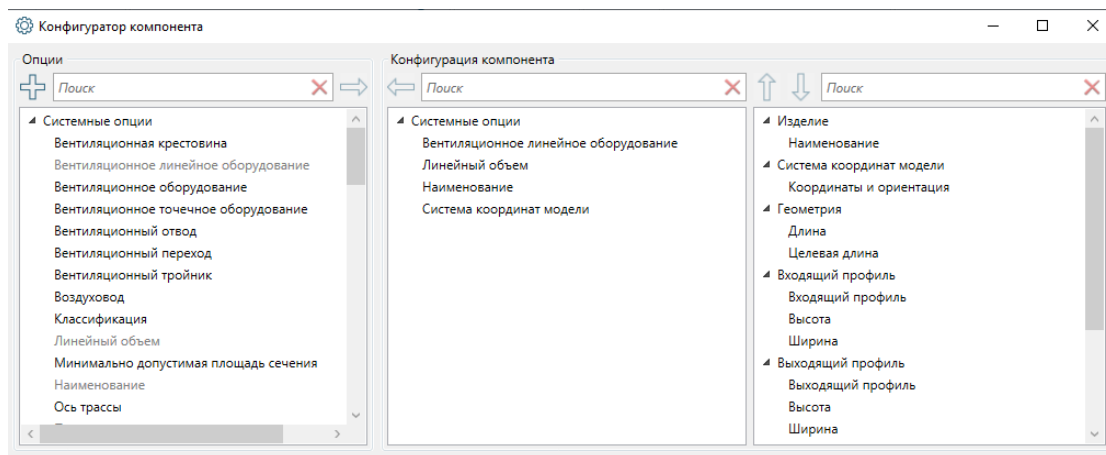 Конфигуратор компонента
Опции
Поиск
Системные опции
Вентиляционная крестовина
Вентиляционное линейное оборудование
Вентиляционное оборудование
Вентиляционное точечное оборудование
Вентиляционный отвод
Вентиляционный переход
Вентиляционный тройник
Воздуховод
Классификация
Линейный объем
Минимально допустимая площадь сечения
Наименование
Ось трассы
Конфигурация компонента
Поиск
Системные опции
Вентиляционное линейное оборудование
Линейный объем
Наименование
Система координат модели
Поиск
Изделие
Наименование
Система координат модели
Координаты и ориентация
Геометрия
Длина
Целевая длина
Входящий профиль
Входящий профиль
Высота
Ширина
Выходящий профиль
Выходящий профиль
Высота
Ширина